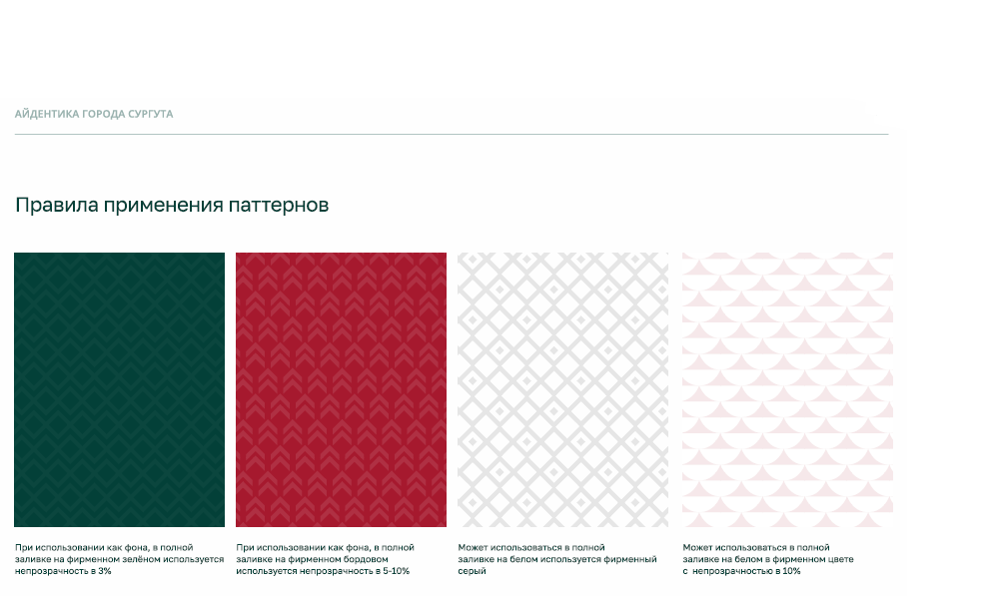 АЙДЕНТИКА ГОРОДА СУРГУТА
Правила применения паттернов
При использовании как фона, в полной
заливке на фирменном зелёном используется
непрозрачность в 3%
При использовании как фона, в полной
заливке на фирменном бордовом
используется непрозрачность в 5-10%
Может использоваться в полной
заливке на белом используется фирменный
серый
Может использоваться в полной
заливке на белом в фирменном цвете
с непрозрачностью в 10%